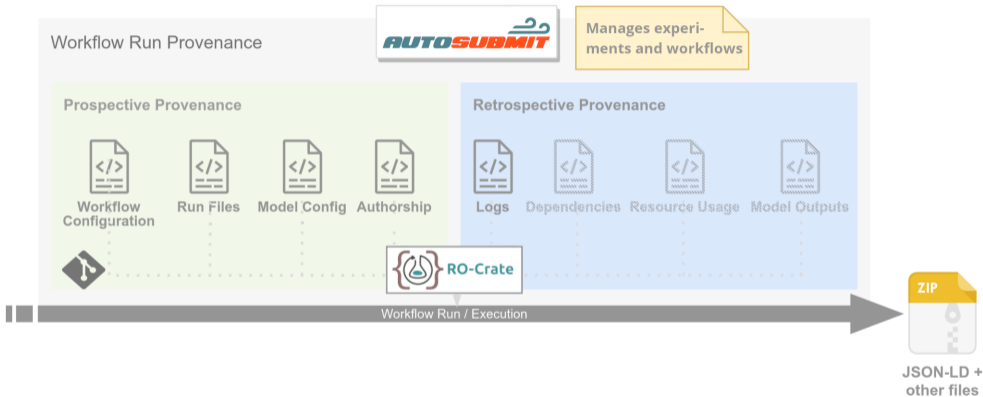 Workflow Run Provenance
AUTOSUBMIT
Manages experi-
ments and workflows
Prospective Provenance
Retrospective Provenance
</>
</>
</>
</>
</>
</>
</>
</>
Workflow
Configuration
Run Files
Model Config
Authorship
Logs
Dependencies
Resource Usage
Model Outputs
RO-Crate
Workflow Run / Execution
ZIP
JSON-LD +
other files